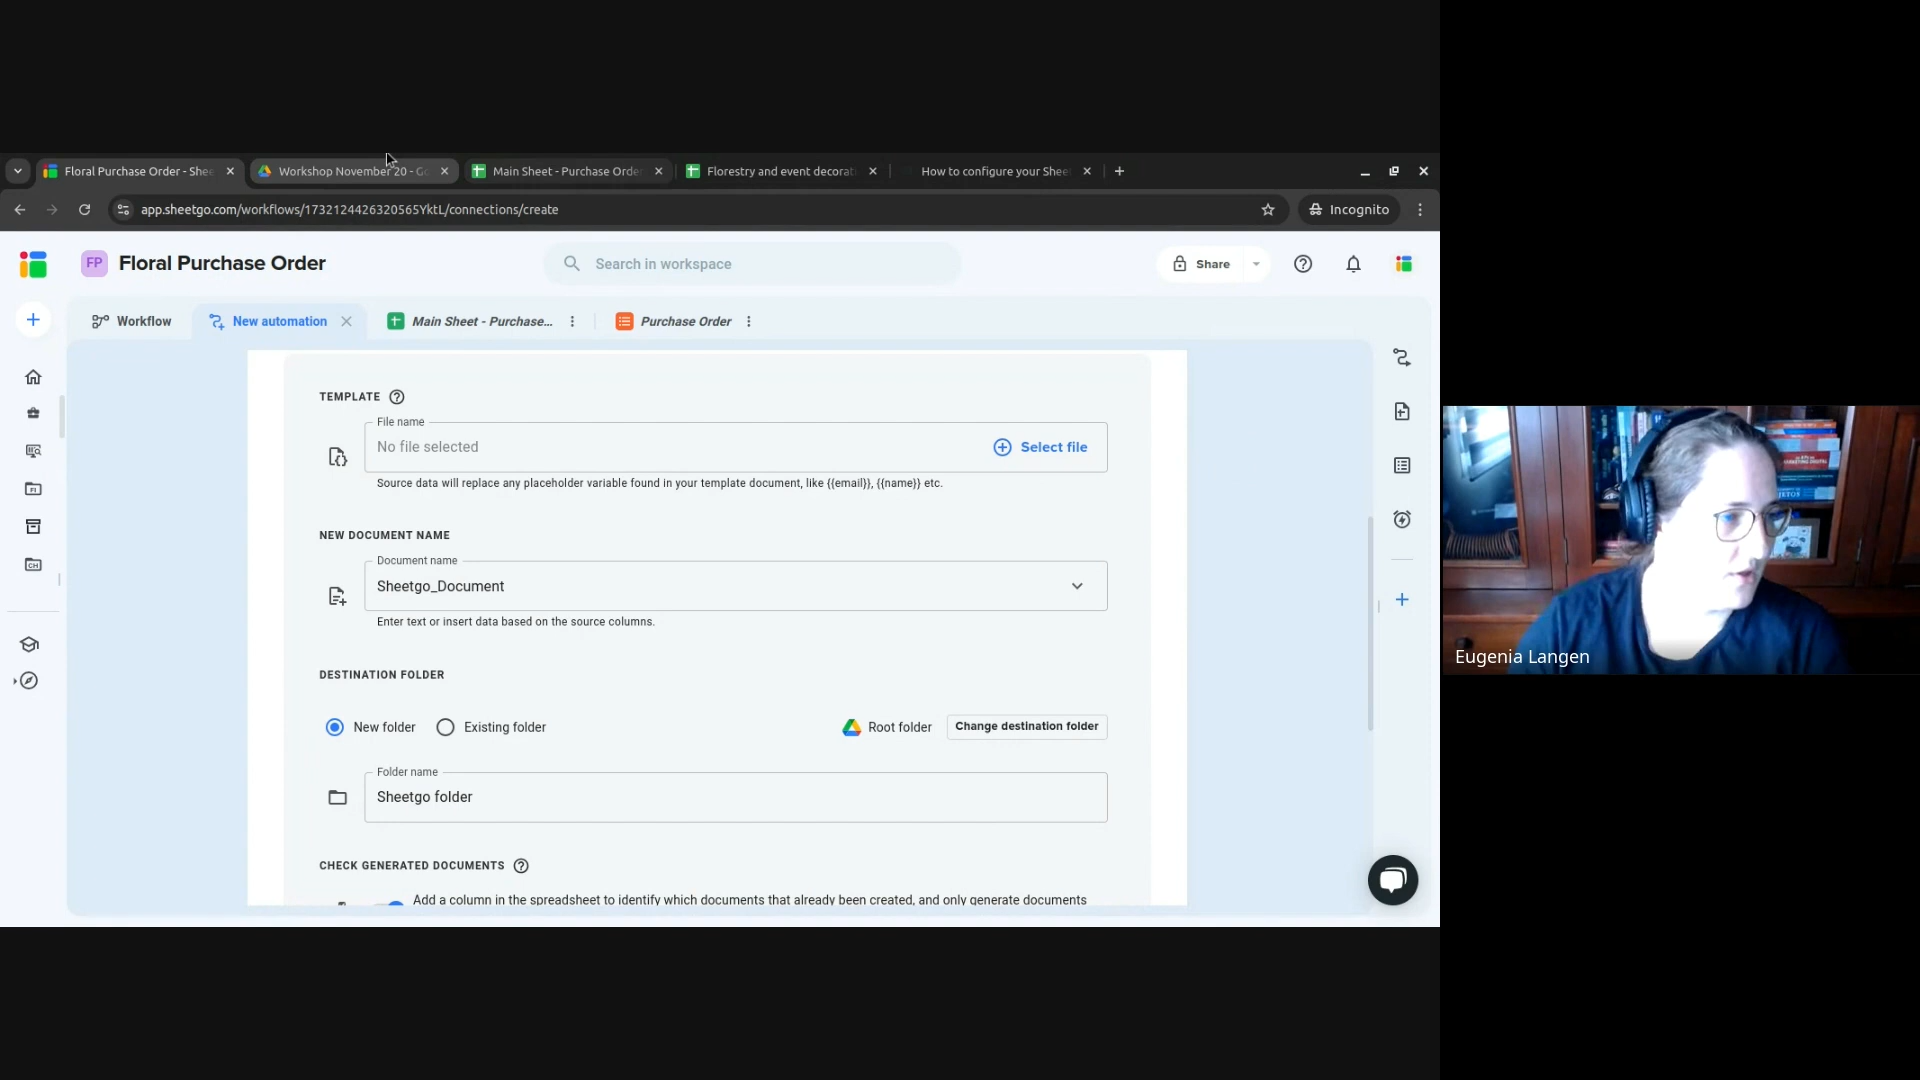 Floral Purchase Order - Shee
Workshop November 20 - Go
Main Sheet - Purchase Order
Florestry and event decorati
How to configure your Shee
app.sheetgo.com/workflows/1732124426320565YktL/connections/create
Incognito
FP
Floral Purchase Order
Search in workspace
Share
Workflow
New automation
Main Sheet - Purchase...
Purchase Order
FI
CH
TEMPLATE
File name
No file selected
Select file
Source data will replace any placeholder variable found in your template document, like {{email}}, {{name}} etc.
NEW DOCUMENT NAME
Document name
Sheetgo_Document
Enter text or insert data based on the source columns.
DESTINATION FOLDER
New folder
Existing folder
Root folder
Change destination folder
Folder name
Sheetgo folder
CHECK GENERATED DOCUMENTS
Add a column in the spreadsheet to identify which documents that already been created, and only generate documents
Eugenia Langen